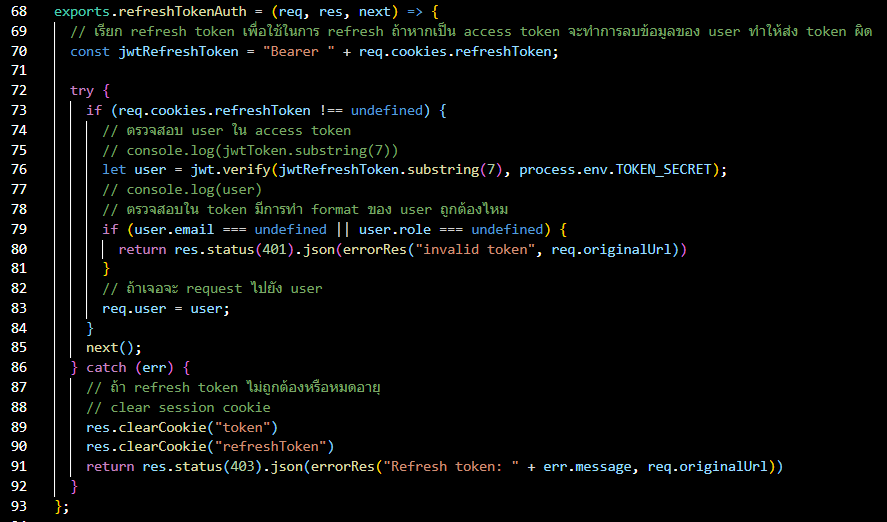 68 exports.refreshTokenAuth = (req, res, next) => {
69 // เรียก refresh token เพื่อใช้ในการ refresh ถ้าหากเป็น access token จะทำการลบข้อมูลของ user ทำให้ส่ง token ผิด
70 const jwtRefreshToken = "Bearer " + req.cookies.refreshToken;
71
72 try {
73 if (req.cookies.refreshToken !== undefined) {
74 // ตรวจสอบ user ใน access token
75 // console.log(jwtToken.substring(7))
76 let user = jwt.verify(jwtRefreshToken.substring(7), process.env.TOKEN_SECRET);
77 // console.log(user)
78 // ตรวจสอบใน token มีการทำ format ของ user ถูกต้องไหม
79 if (user.email === undefined || user.role === undefined) {
80 return res.status(401).json(errorRes("invalid token", req.originalUrl))
81 }
82 // ถ้าเจอจะ request ไปยัง user
83 req.user = user;
84 }
85 next();
86 } catch (err) {
87 // ถ้า refresh token ไม่ถูกต้องหรือหมดอายุ
88 // clear session cookie
89 res.clearCookie("token")
90 res.clearCookie("refreshToken")
91 return res.status(403).json(errorRes("Refresh token: " + err.message, req.originalUrl))
92 }
93 };